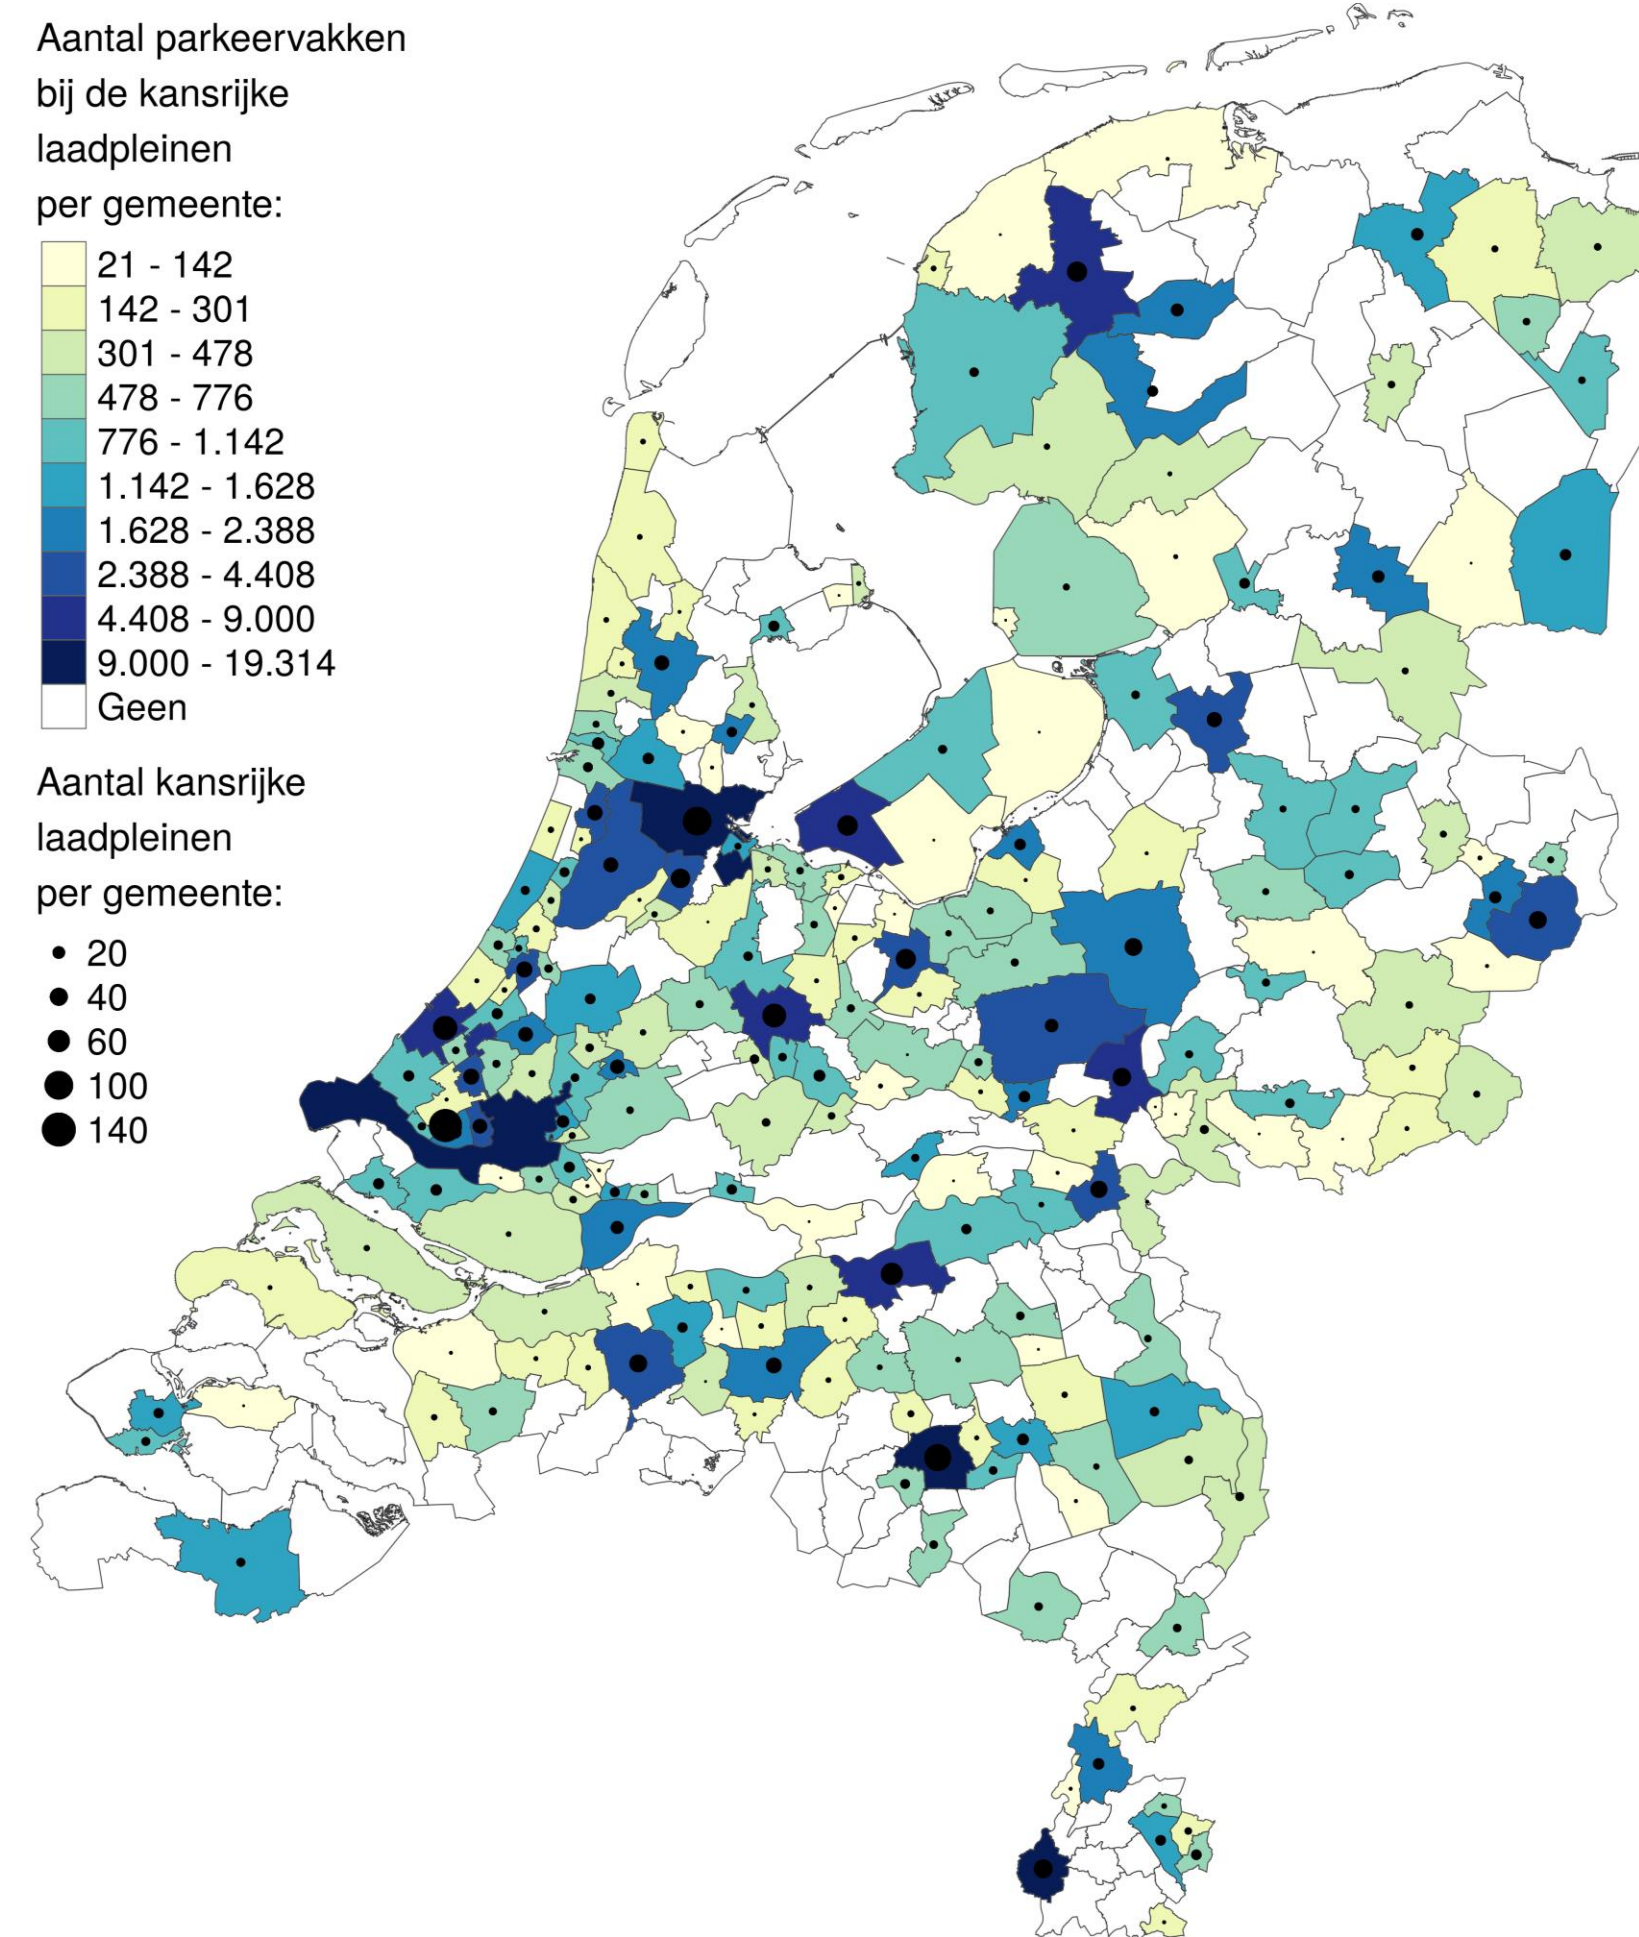 Aantal parkeervakken
bij de kansrijke
laadpleinen
per gemeente:
21 - 142
142 - 301
301 - 478
478 - 776
776 - 1.142
1.142 - 1.628
1.628 - 2.388
2.388 - 4.408
4.408 - 9.000
9.000 - 19.314
Geen
Aantal kansrijke
laadpleinen
per gemeente:
20
40
60
100
140